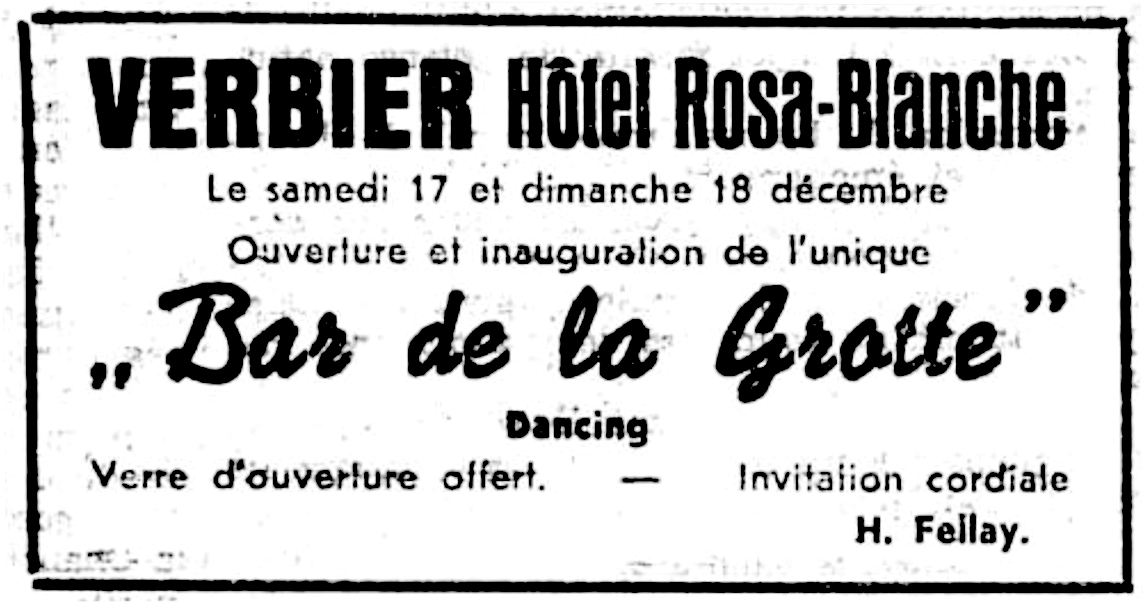 VERBIER Hôtel Rosa-Blanche
Le samedi 17 et dimanche 18 décembre
Ouverture et inauguration de l'unique
„Bar de la Grotte”
Dancing
Verre d'ouverture offert. — Invitation cordiale
H. Fellay.